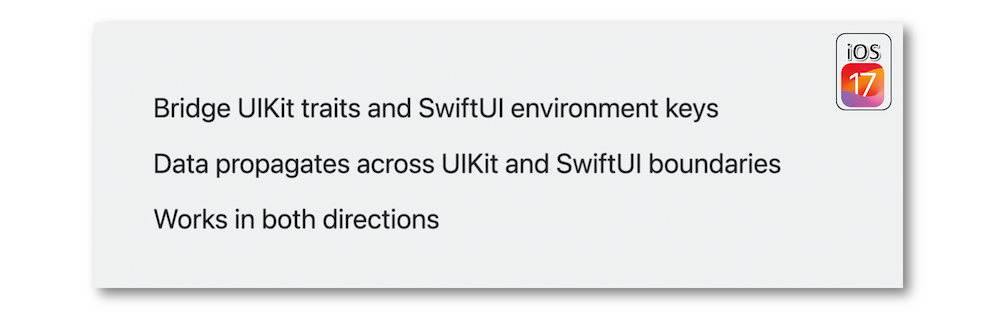 iOS
17
Bridge UIKit traits and SwiftUI environment keys
Data propagates across UIKit and SwiftUI boundaries
Works in both directions